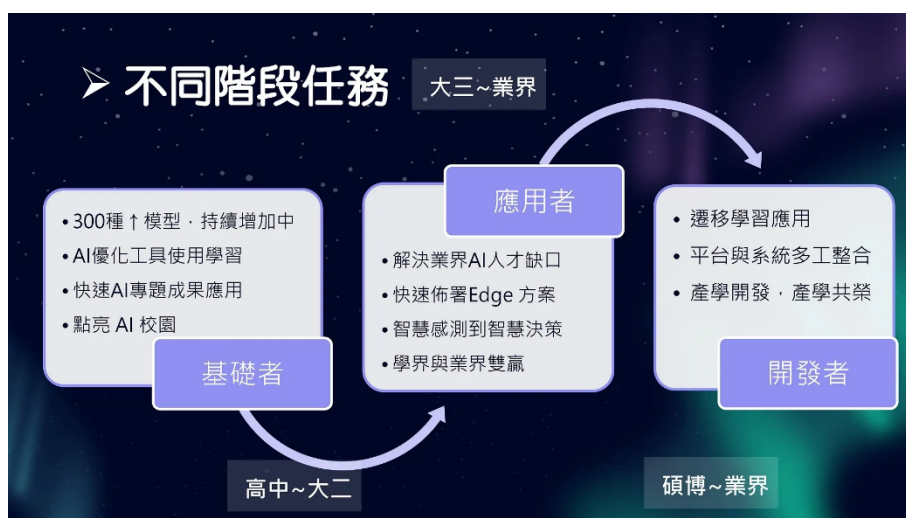 ➢ 不同階段任務
大三~業界
• 300種↑模型，持續增加中
• AI優化工具使用學習
• 快速AI專題成果應用
• 點亮 AI 校園
基礎者
高中~大二
應用者
• 解決業界AI人才缺口
• 快速佈署Edge 方案
• 智慧感測到智慧決策
• 學界與業界雙贏
• 遷移學習應用
• 平台與系統多工整合
• 產學開發，產學共榮
開發者
碩博~業界